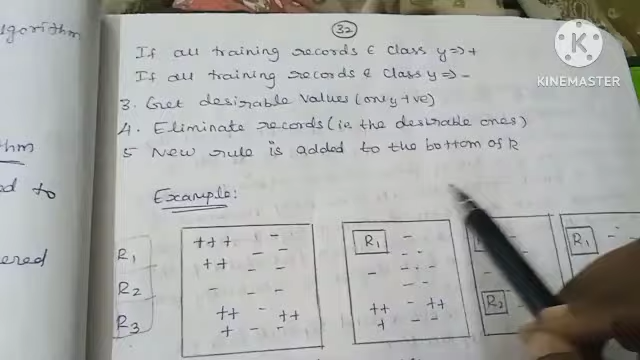 32
lgorithm
If all training records ∈ class y => +
If all training records ∉ class y => -
3. Get desirable values (only +ve)
4. Eliminate records (ie the desirable ones)
5 New rule is added to the bottom of R
Example:
R1
R2
R3
+++ -
++ - -
- - -
++ - ++
+ - -
R1
-
- - -
++ - ++
+ - -
R2
R1
to
ered
KINEMASTER